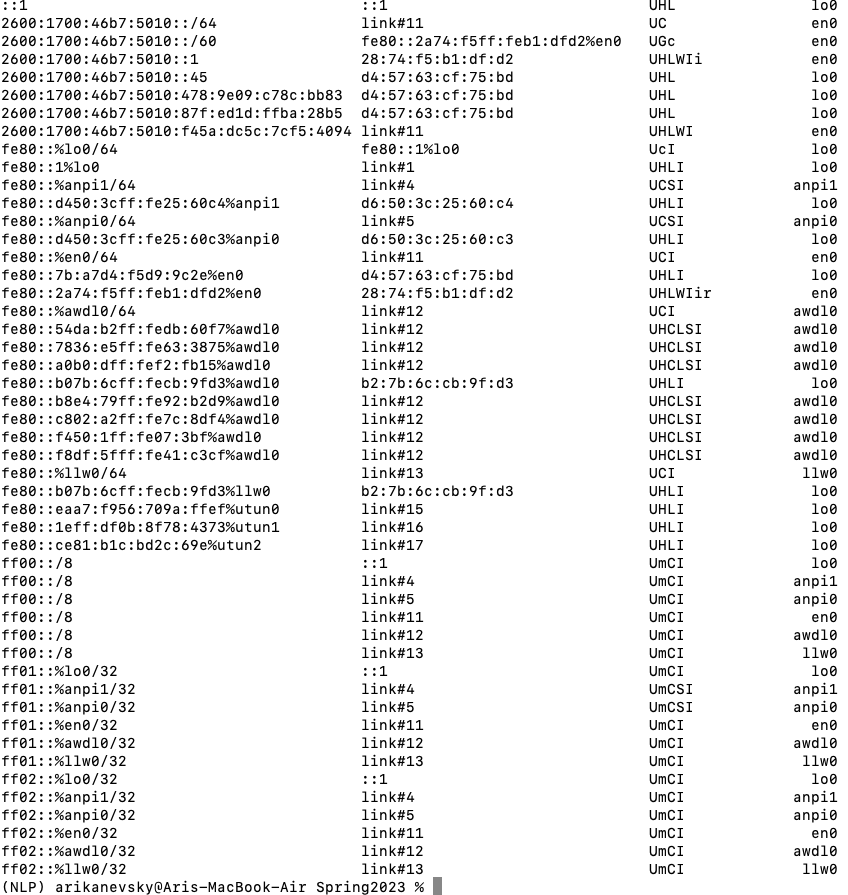 ::1 ::1 UHL lo0
2600:1700:46b7:5010::/64 link#11 UC en0
2600:1700:46b7:5010::/60 fe80::2a74:f5ff:feb1:dfd2%en0 UGc en0
2600:1700:46b7:5010::1 28:74:f5:b1:df:d2 UHLWIi en0
2600:1700:46b7:5010::45 d4:57:63:cf:75:bd UHL lo0
2600:1700:46b7:5010:478:9e09:c78c:bb83 d4:57:63:cf:75:bd UHL lo0
2600:1700:46b7:5010:87f:ed1d:ffba:28b5 d4:57:63:cf:75:bd UHL lo0
2600:1700:46b7:5010:f45a:dc5c:7cf5:4094 link#11 UHLWI en0
fe80::%lo0/64 fe80::1%lo0 UcI lo0
fe80::1%lo0 link#1 UHLI lo0
fe80::%anpi1/64 link#4 UCSI anpi1
fe80::d450:3cff:fe25:60c4%anpi1 d6:50:3c:25:60:c4 UHLI lo0
fe80::%anpi0/64 link#5 UCSI anpi0
fe80::d450:3cff:fe25:60c3%anpi0 d6:50:3c:25:60:c3 UHLI lo0
fe80::%en0/64 link#11 UCI en0
fe80::7b:a7d4:f5d9:9c2e%en0 d4:57:63:cf:75:bd UHLI lo0
fe80::2a74:f5ff:feb1:dfd2%en0 28:74:f5:b1:df:d2 UHLWIir en0
fe80::%awdl0/64 link#12 UCI awdl0
fe80::54da:b2ff:fedb:60f7%awdl0 link#12 UHCLSI awdl0
fe80::7836:e5ff:fe63:3875%awdl0 link#12 UHCLSI awdl0
fe80::a0b0:dff:fef2:fb15%awdl0 link#12 UHCLSI awdl0
fe80::b07b:6cff:fecb:9fd3%awdl0 b2:7b:6c:cb:9f:d3 UHLI lo0
fe80::b8e4:79ff:fe92:b2d9%awdl0 link#12 UHCLSI awdl0
fe80::c802:a2ff:fe7c:8df4%awdl0 link#12 UHCLSI awdl0
fe80::f450:1ff:fe07:3bf%awdl0 link#12 UHCLSI awdl0
fe80::f8df:5fff:fe41:c3cf%awdl0 link#12 UHCLSI awdl0
fe80::%llw0/64 link#13 UCI llw0
fe80::b07b:6cff:fecb:9fd3%llw0 b2:7b:6c:cb:9f:d3 UHLI lo0
fe80::eaa7:f956:709a:ffef%utun0 link#15 UHLI lo0
fe80::1eff:df0b:8f78:4373%utun1 link#16 UHLI lo0
fe80::ce81:b1c:bd2c:69e%utun2 link#17 UHLI lo0
ff00::/8 ::1 UmCI lo0
ff00::/8 link#4 UmCI anpi1
ff00::/8 link#5 UmCI anpi0
ff00::/8 link#11 UmCI en0
ff00::/8 link#12 UmCI awdl0
ff00::/8 link#13 UmCI llw0
ff01::%lo0/32 ::1 UmCI lo0
ff01::%anpi1/32 link#4 UmCSI anpi1
ff01::%anpi0/32 link#5 UmCSI anpi0
ff01::%en0/32 link#11 UmCI en0
ff01::%awdl0/32 link#12 UmCI awdl0
ff01::%llw0/32 link#13 UmCI llw0
ff02::%lo0/32 ::1 UmCI lo0
ff02::%anpi1/32 link#4 UmCI anpi1
ff02::%anpi0/32 link#5 UmCI anpi0
ff02::%en0/32 link#11 UmCI en0
ff02::%awdl0/32 link#12 UmCI awdl0
ff02::%llw0/32 link#13 UmCI llw0
(NLP) arikanevsky@Aris-MacBook-Air Spring2023 %